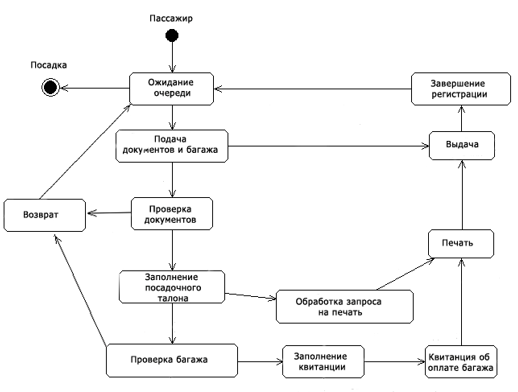 Пассажир
Посадка
Ожидание
очереди
Завершение
регистрации
Подача
документов и багажа
Выдача
Возврат
Проверка
документов
Печать
Заполнение
посадочного
талона
Обработка запроса
на печать
Проверка багажа
Заполнение
квитанции
Квитанция об
оплате багажа